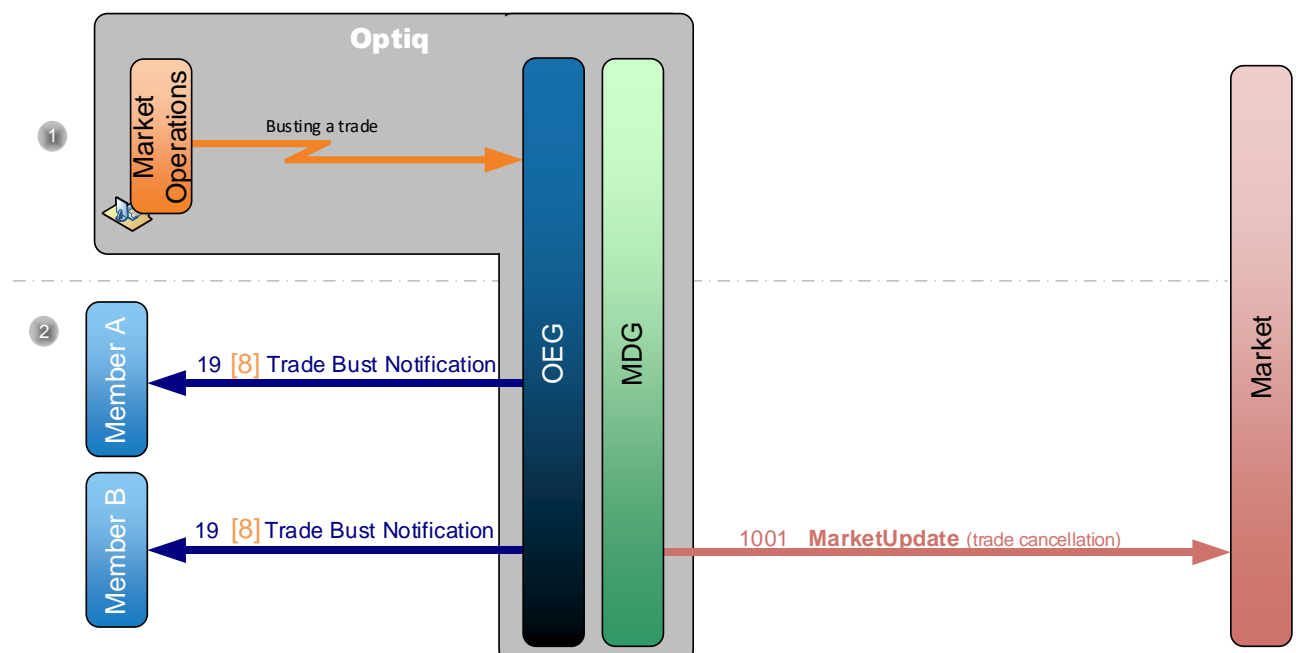 Optiq
1
Market
Operations
Busting a trade
OEG
MDG
Market
2
Member A
19 [8] Trade Bust Notification
Member B
19 [8] Trade Bust Notification
1001 MarketUpdate (trade cancellation)